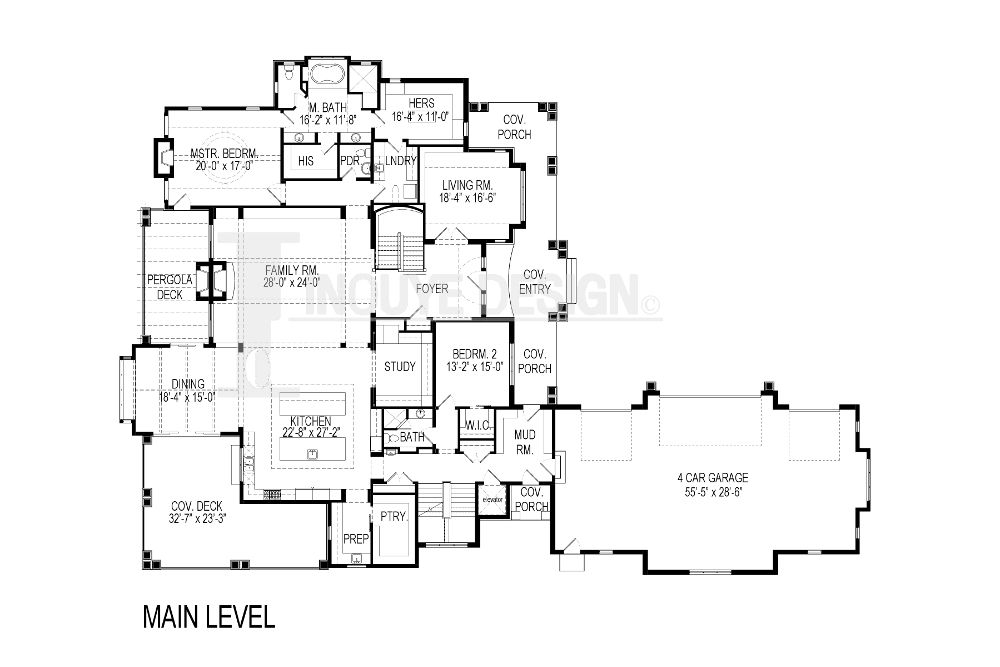 M. BATH
16'-2" x 11'-8"
HERS
16'-4" x 11'-0"
COV.
PORCH
MSTR. BEDRM.
20'-0" x 17'-0"
HIS
PDR.
LNDRY
LIVING RM.
18'-4" x 16'-6"
PERGOLA
DECK
FAMILY RM.
28'-0" x 24'-0"
FOYER
COV.
ENTRY
INOUYE DESIGN ©
STUDY
BEDRM. 2
13'-2" x 15'-0"
COV.
PORCH
DINING
18'-4" x 15'-0"
KITCHEN
22'-8" x 27'-2"
BATH
W.I.C.
MUD
RM.
4 CAR GARAGE
55'-5" x 28'-6"
COV. DECK
32'-7" x 23'-3"
PTRY.
elevator
COV.
PORCH
PREP
MAIN LEVEL